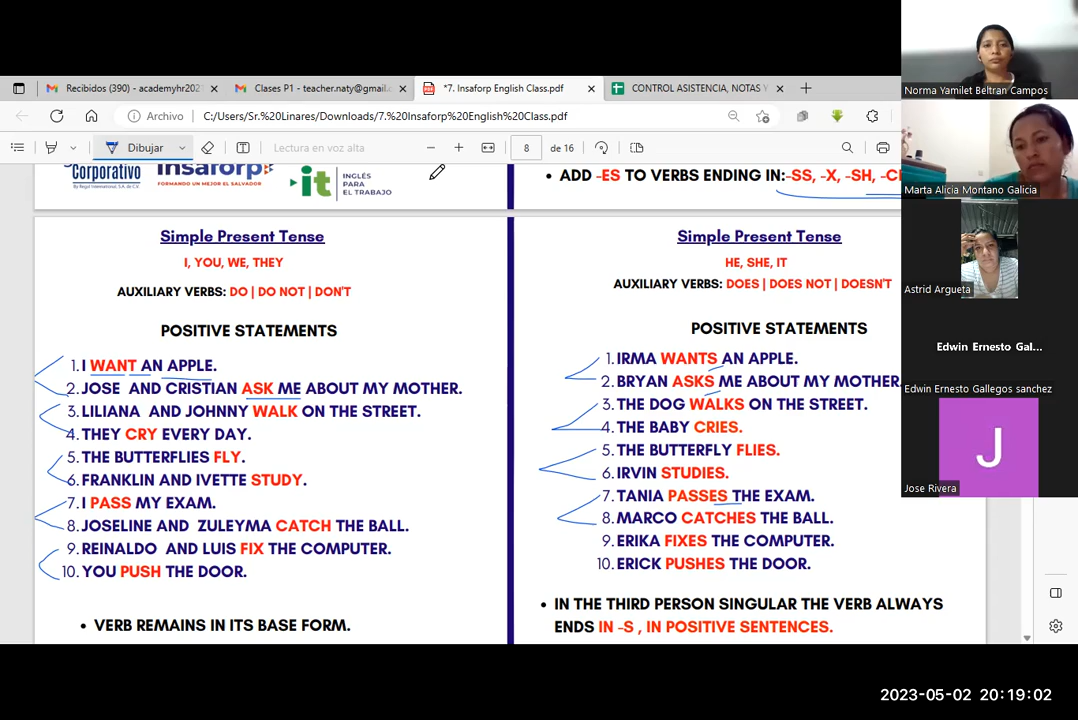 Recibidos (390) - academyhr202
Clases P1 - teacher.naty@gmail.c
*7. Insaforp English Class.pdf
CONTROL ASISTENCIA, NOTAS Y
Archivo
C:/Users/Sr.%20Linares/Downloads/7.%20Insaforp%20English%20Class.pdf
Dibujar
Lectura en voz alta
8
de 16
Corporativo
By Regal International, S.A. de C.V.
insaforp
FORMANDO UN MEJOR EL SALVADOR
it
INGLÉS
PARA
EL TRABAJO
• ADD -ES TO VERBS ENDING IN:-SS, -X, -SH, -C
Simple Present Tense
I, YOU, WE, THEY
AUXILIARY VERBS: DO | DO NOT | DON'T
POSITIVE STATEMENTS
1. I WANT AN APPLE.
2. JOSE AND CRISTIAN ASK ME ABOUT MY MOTHER.
3. LILIANA AND JOHNNY WALK ON THE STREET.
4. THEY CRY EVERY DAY.
5. THE BUTTERFLIES FLY.
6. FRANKLIN AND IVETTE STUDY.
7. I PASS MY EXAM.
8. JOSELINE AND ZULEYMA CATCH THE BALL.
9. REINALDO AND LUIS FIX THE COMPUTER.
10. YOU PUSH THE DOOR.
• VERB REMAINS IN ITS BASE FORM.
Simple Present Tense
HE, SHE, IT
AUXILIARY VERBS: DOES | DOES NOT | DOESN'T
POSITIVE STATEMENTS
1. IRMA WANTS AN APPLE.
2. BRYAN ASKS ME ABOUT MY MOTHER
3. THE DOG WALKS ON THE STREET.
4. THE BABY CRIES.
5. THE BUTTERFLY FLIES.
6. IRVIN STUDIES.
7. TANIA PASSES THE EXAM.
8. MARCO CATCHES THE BALL.
9. ERIKA FIXES THE COMPUTER.
10. ERICK PUSHES THE DOOR.
• IN THE THIRD PERSON SINGULAR THE VERB ALWAYS
ENDS IN -S , IN POSITIVE SENTENCES.
Norma Yamilet Beltran Campos
Marta Alicia Montano Galicia
Astrid Argueta
Edwin Ernesto Gal...
Edwin Ernesto Gallegos sanchez
J
Jose Rivera
2023-05-02 20:19:02